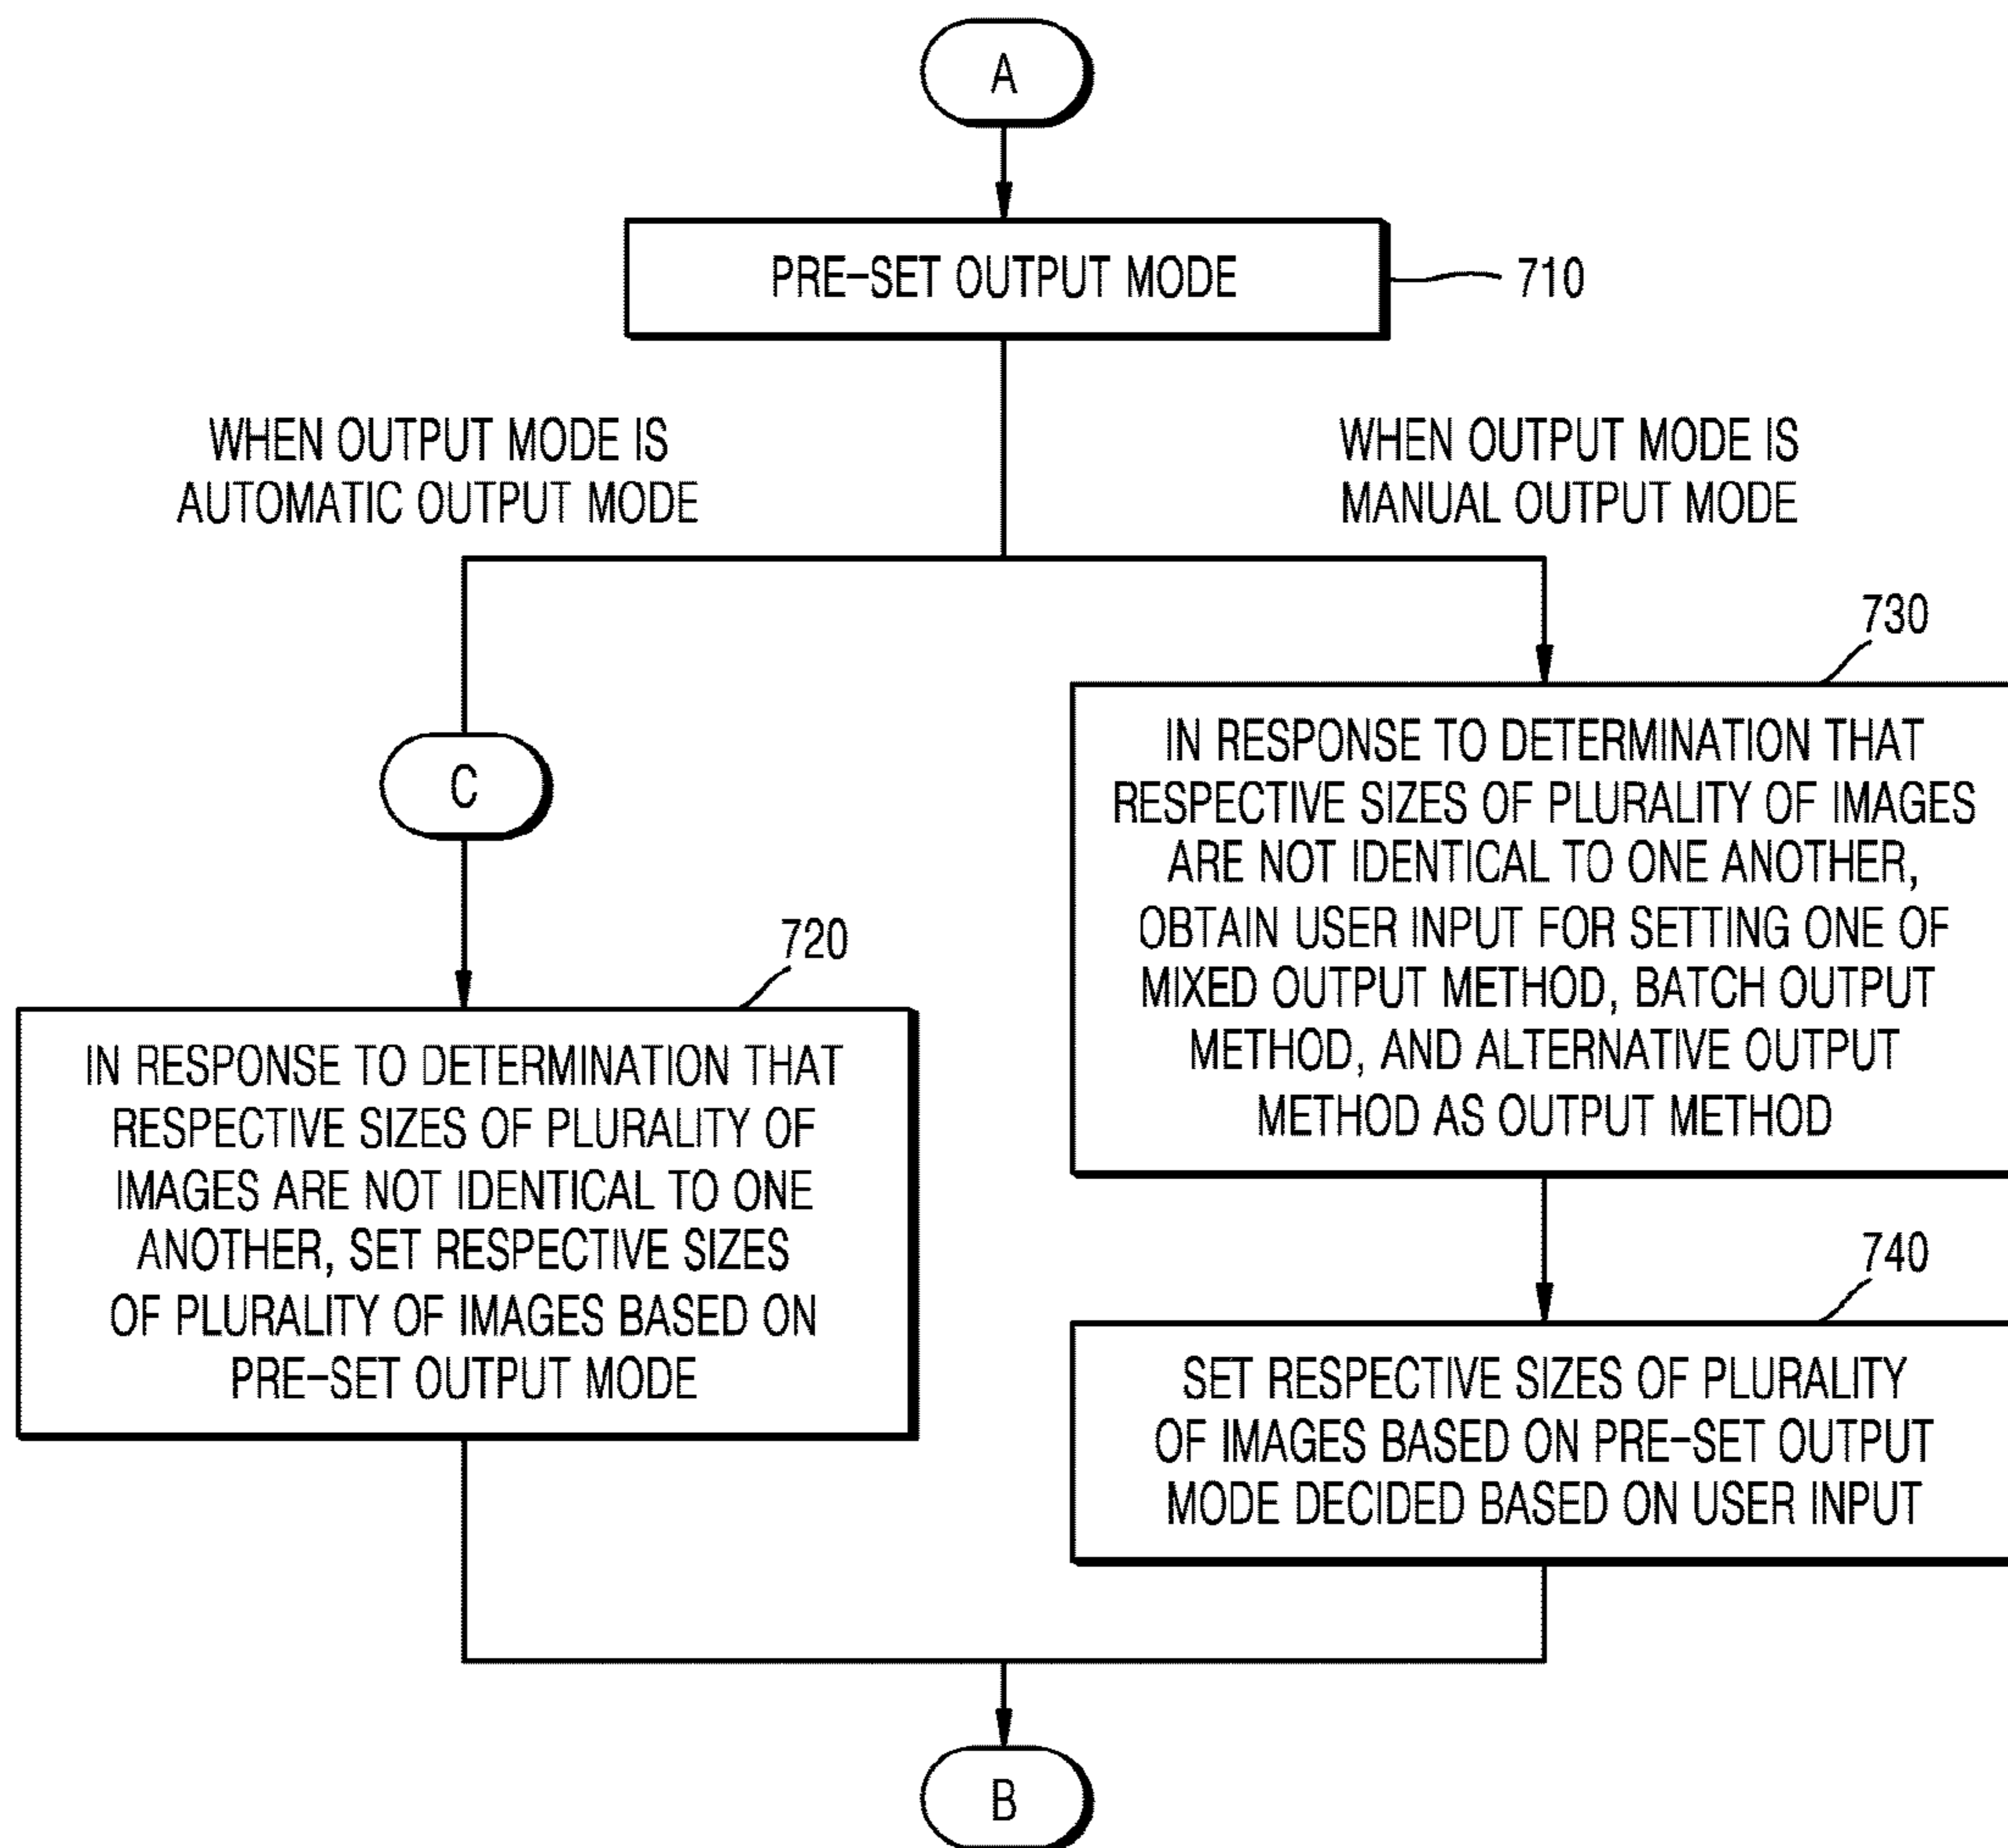 A
PRE-SET OUTPUT MODE
710
WHEN OUTPUT MODE IS
AUTOMATIC OUTPUT MODE
WHEN OUTPUT MODE IS
MANUAL OUTPUT MODE
C
720
IN RESPONSE TO DETERMINATION THAT
RESPECTIVE SIZES OF PLURALITY OF
IMAGES ARE NOT IDENTICAL TO ONE
ANOTHER, SET RESPECTIVE SIZES
OF PLURALITY OF IMAGES BASED ON
PRE-SET OUTPUT MODE
730
IN RESPONSE TO DETERMINATION THAT
RESPECTIVE SIZES OF PLURALITY OF IMAGES
ARE NOT IDENTICAL TO ONE ANOTHER,
OBTAIN USER INPUT FOR SETTING ONE OF
MIXED OUTPUT METHOD, BATCH OUTPUT
METHOD, AND ALTERNATIVE OUTPUT
METHOD AS OUTPUT METHOD
740
SET RESPECTIVE SIZES OF PLURALITY
OF IMAGES BASED ON PRE-SET OUTPUT
MODE DECIDED BASED ON USER INPUT
B